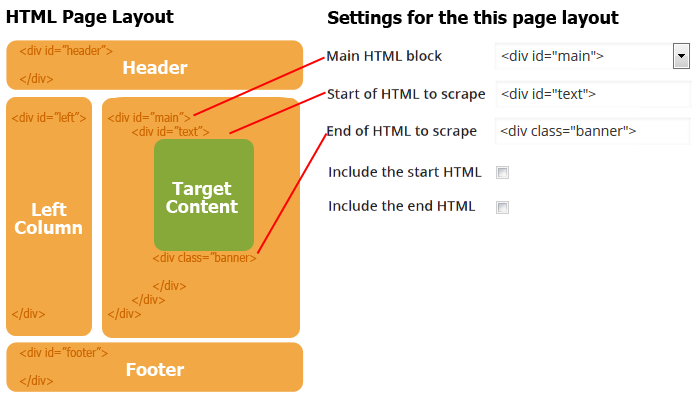 HTML Page Layout
<div id="header">
Header
</div>
<div id="left">
Left
Column
</div>
<div id="main">
<div id="text">
Target
Content
<div class="banner>
</div>
</div>
</div>
<div id="footer">
Footer
</div>
Settings for the this page layout
Main HTML block <div id="main">
Start of HTML to scrape <div id="text">
End of HTML to scrape <div class="banner">
Include the start HTML
Include the end HTML